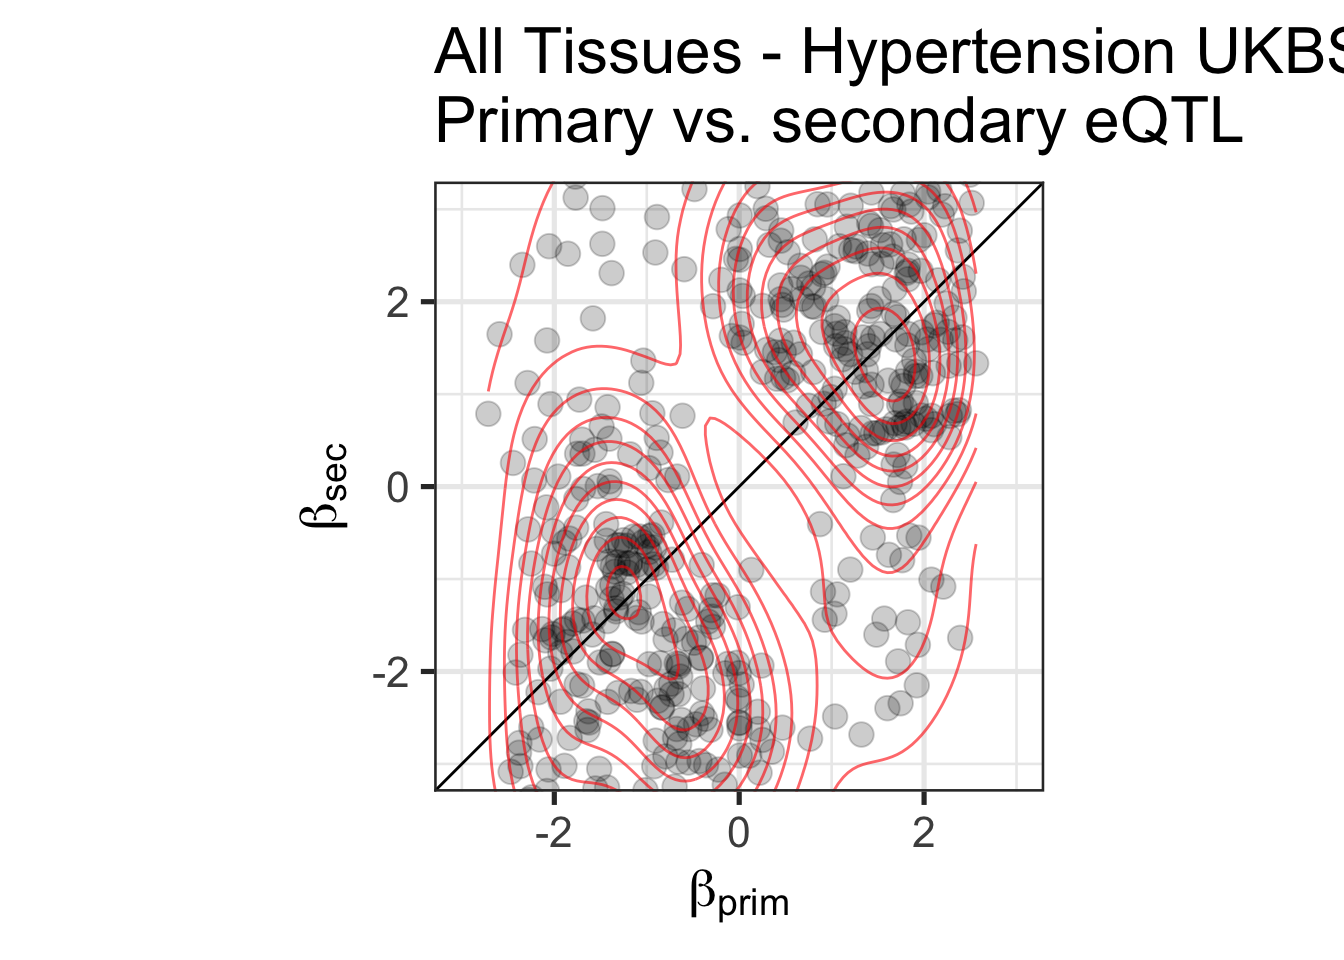 All Tissues - Hypertension UKBS
Primary vs. secondary eQTL
2
0
-2
βsec
-2 0 2
βprim